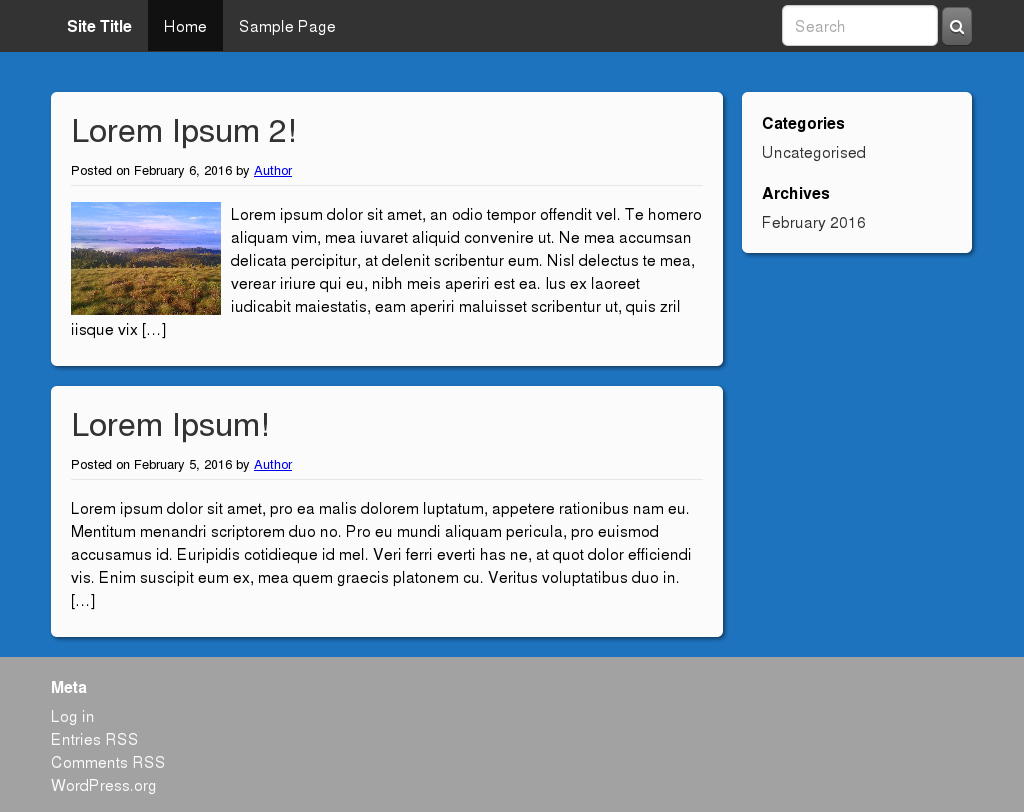 Site Title Home Sample Page Search
Lorem Ipsum 2!
Posted on February 6, 2016 by Author
Lorem ipsum dolor sit amet, an odio tempor offendit vel. Te homero
aliquam vim, mea iuvaret aliquid convenire ut. Ne mea accumsan
delicata percipitur, at delenit scribentur eum. Nisl delectus te mea,
verear iriure qui eu, nibh meis aperiri est ea. Ius ex laoreet
iudicabit maiestatis, eam aperiri maluisset scribentur ut, quis zril
iisque vix […]
Lorem Ipsum!
Posted on February 5, 2016 by Author
Lorem ipsum dolor sit amet, pro ea malis dolorem luptatum, appetere rationibus nam eu.
Mentitum menandri scriptorem duo no. Pro eu mundi aliquam pericula, pro euismod
accusamus id. Euripidis cotidieque id mel. Veri ferri everti has ne, at quot dolor efficiendi
vis. Enim suscipit eum ex, mea quem graecis platonem cu. Veritus voluptatibus duo in.
[…]
Categories
Uncategorised
Archives
February 2016
Meta
Log in
Entries RSS
Comments RSS
WordPress.org